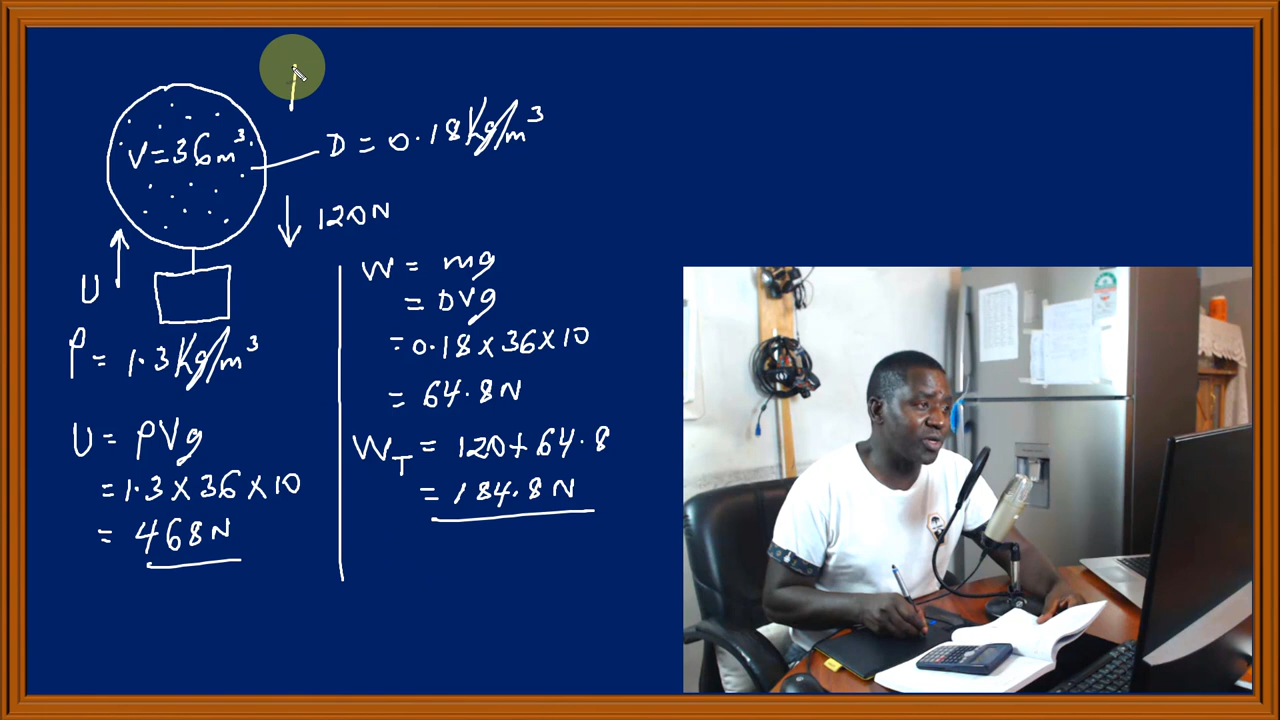 V=36m³
D = 0.18Kg/m³
120N
U
ρ = 1.3Kg/m³
U = ρVg
=1.3×36×10
= 468N
W = mg
= DVg
=0.18×36×10
= 64.8N
W_T = 120+64.8
= 184.8N